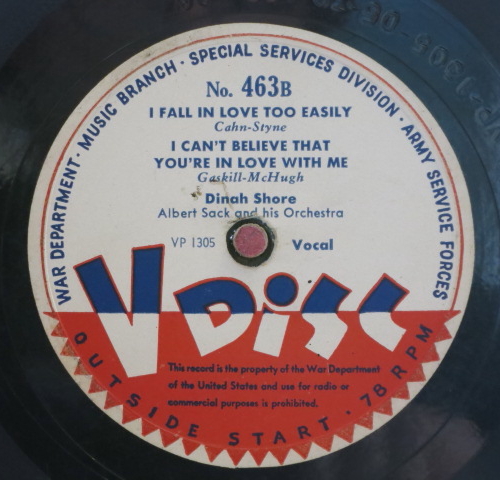 WAR DEPARTMENT · MUSIC BRANCH · SPECIAL SERVICES DIVISION · ARMY SERVICE FORCES
No. 463B
I FALL IN LOVE TOO EASILY
Cahn-Styne
I CAN'T BELIEVE THAT
YOU'RE IN LOVE WITH ME
Gaskill-McHugh
Dinah Shore
Albert Sack and his Orchestra
VP 1305 Vocal
V DISC
This record is the property of the War Department
of the United States and use for radio or
commercial purposes is prohibited.
OUTSIDE START · 78 RPM